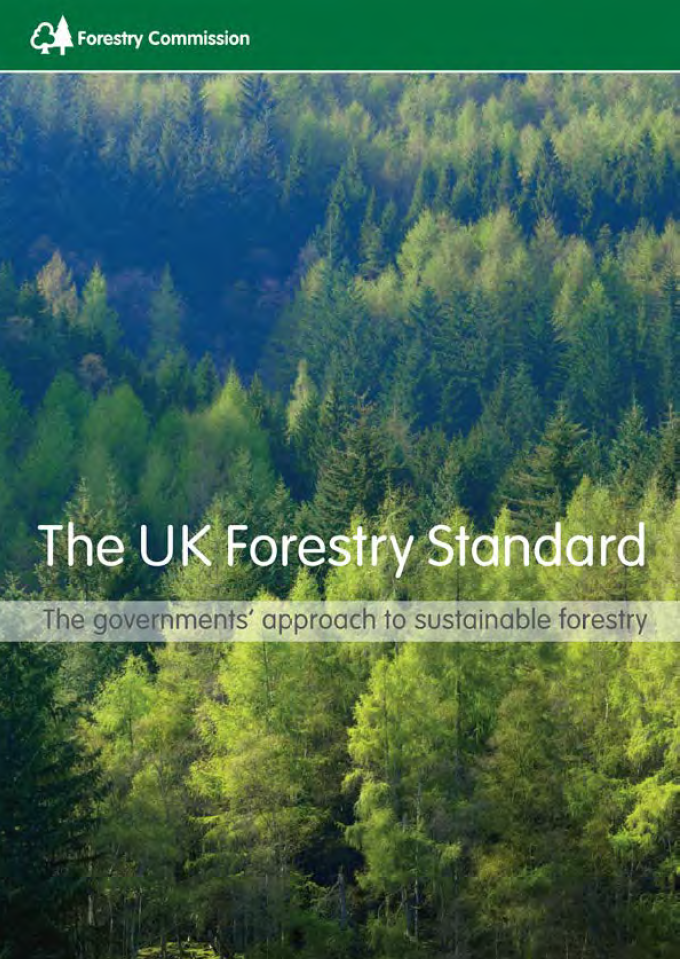 Forestry Commission
The UK Forestry Standard
The governments’ approach to sustainable forestry